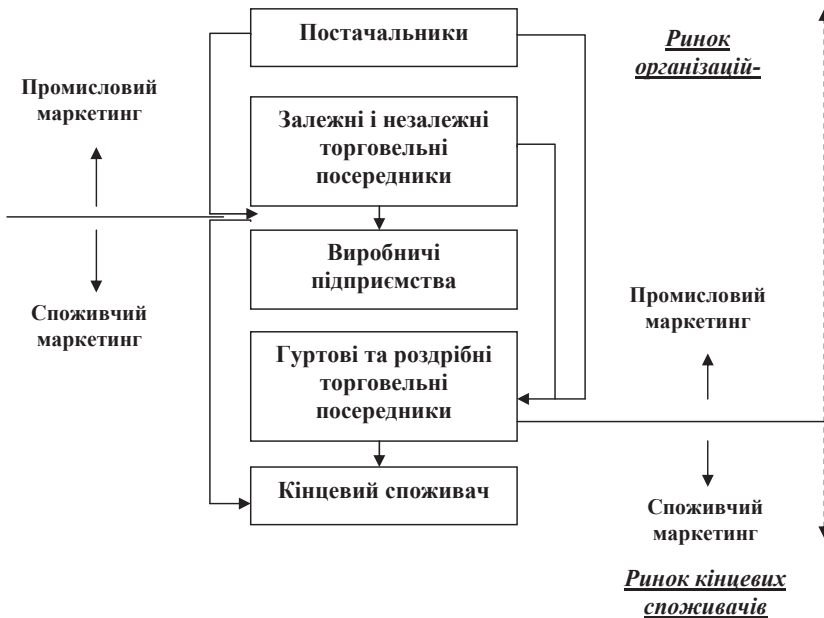 Постачальники
Ринок
організацій-
Промисловий
маркетинг
Залежні і незалежні
торговельні
посередники
Виробничі
підприємства
Споживчий
маркетинг
Промисловий
маркетинг
Гуртові та роздрібні
торговельні
посередники
Кінцевий споживач
Споживчий
маркетинг
Ринок кінцевих
споживачів